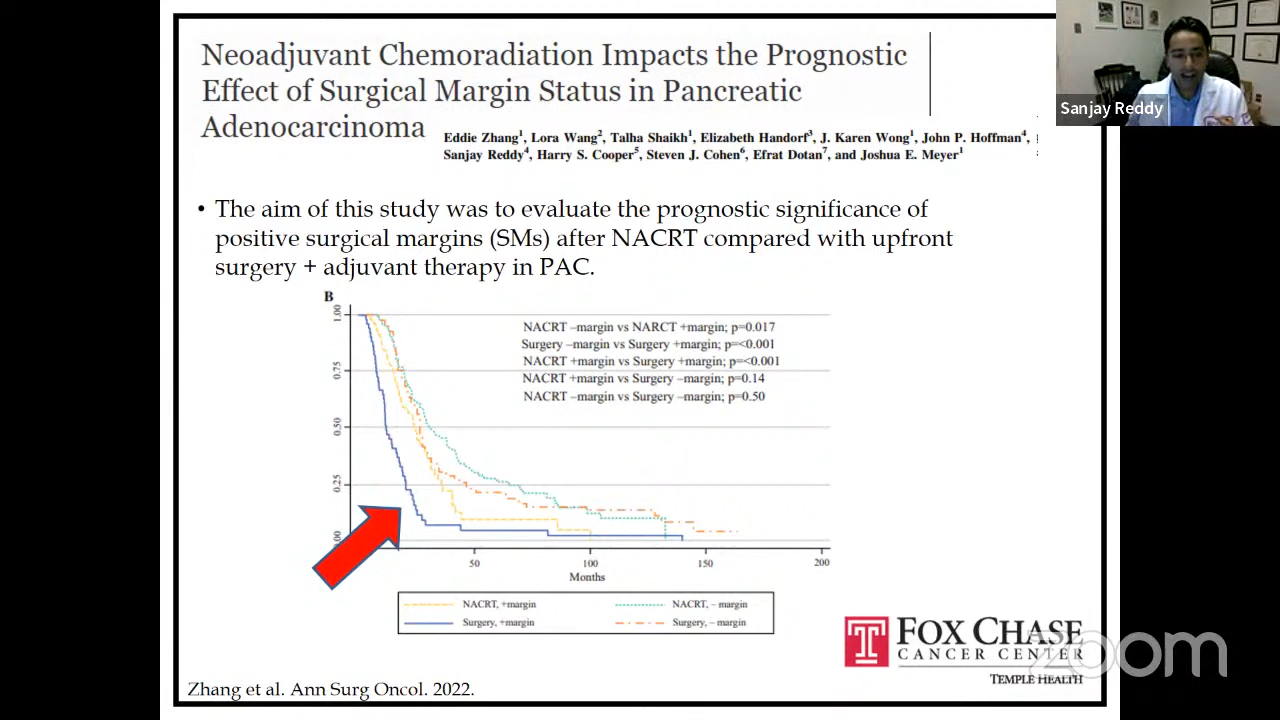 Neoadjuvant Chemoradiation Impacts the Prognostic
Effect of Surgical Margin Status in Pancreatic
Adenocarcinoma
Eddie Zhang1, Lora Wang2, Talha Shaikh1, Elizabeth Handorf3, J. Karen Wong1, John P. Hoffman4,
Sanjay Reddy4, Harry S. Cooper5, Steven J. Cohen6, Efrat Dotan7, and Joshua E. Meyer1
Sanjay Reddy
• The aim of this study was to evaluate the prognostic significance of
positive surgical margins (SMs) after NACRT compared with upfront
surgery + adjuvant therapy in PAC.
B
NACRT –margin vs NARCT +margin; p=0.017
Surgery –margin vs Surgery +margin; p=<0.001
NACRT +margin vs Surgery +margin; p=<0.001
NACRT +margin vs Surgery –margin; p=0.14
NACRT –margin vs Surgery –margin; p=0.50
1.00
0.75
0.50
0.25
50 100 150 200
Months
NACRT, +margin NACRT, – margin
Surgery, +margin Surgery, – margin
FOX CHASE
CANCER CENTER
TEMPLE HEALTH
zoom
Zhang et al. Ann Surg Oncol. 2022.